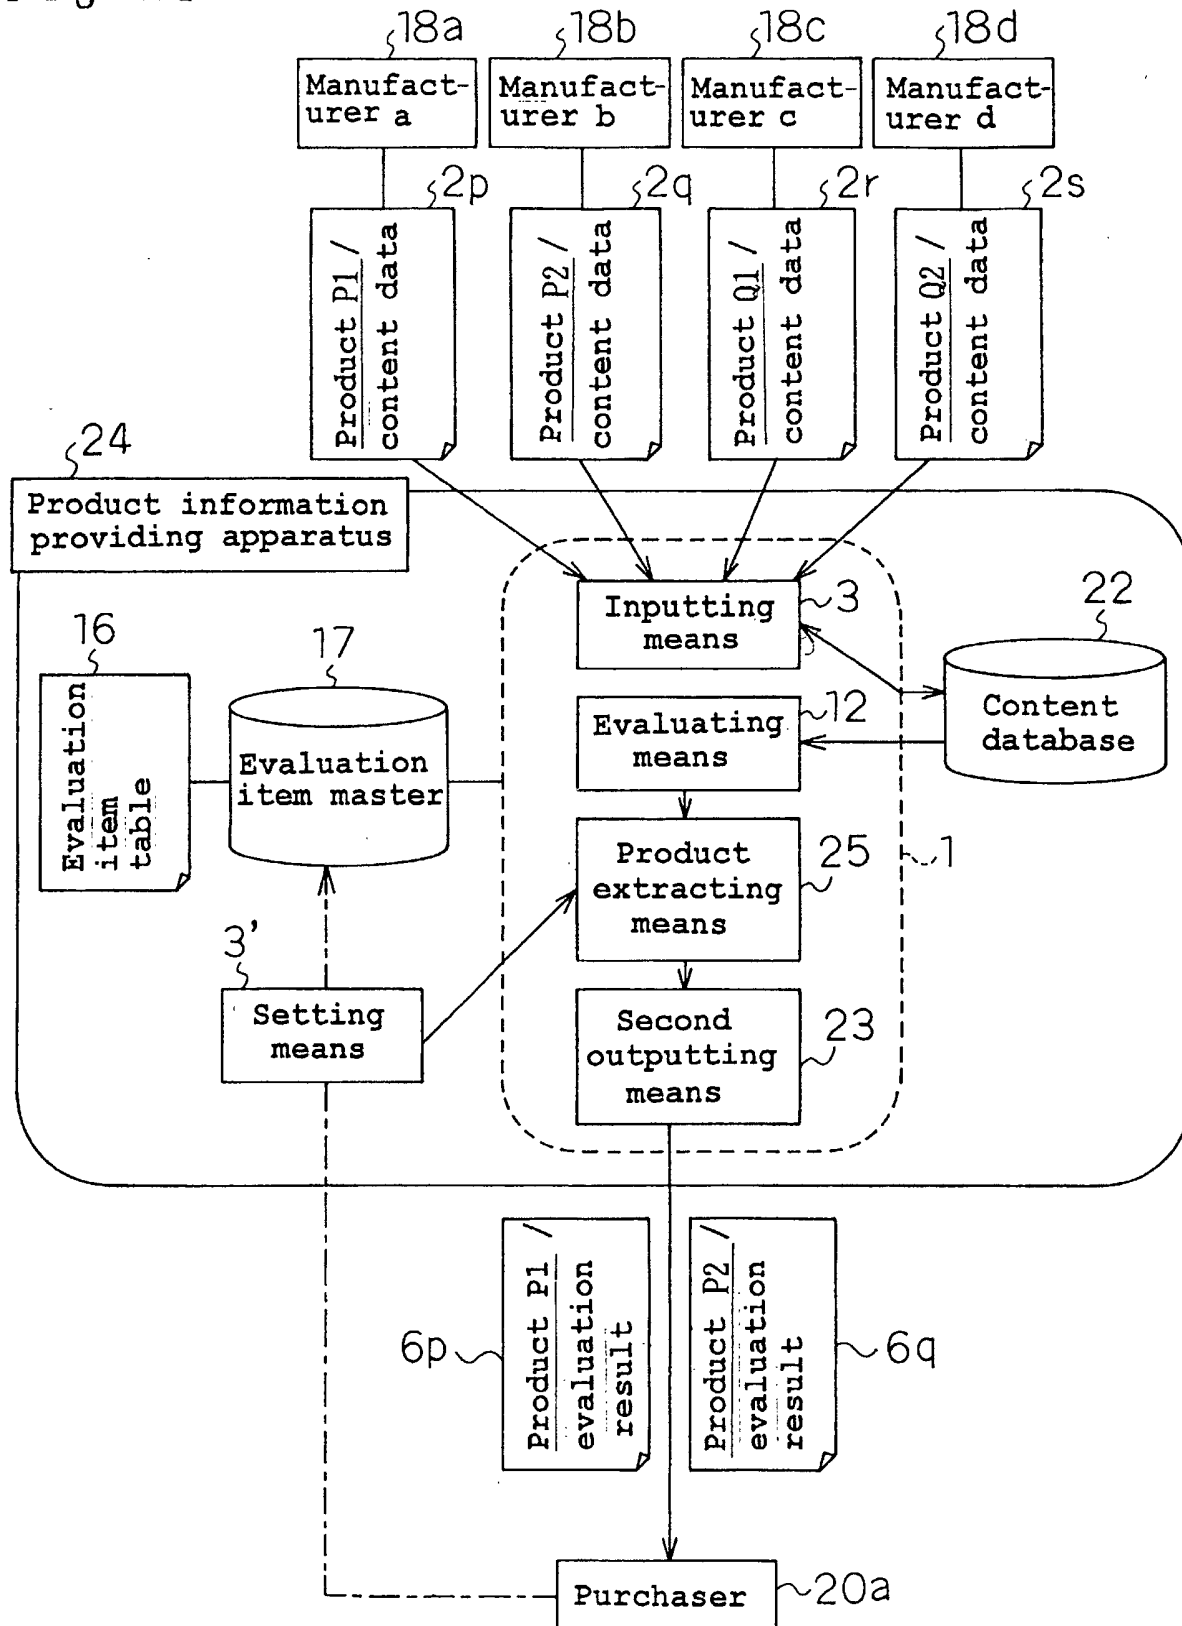 18a
18b
18c
18d
Manufact-
urer a
Manufact-
urer b
Manufact-
urer c
Manufact-
urer d
2p
2q
2r
2s
Product P1 /
content data
Product P2 /
content data
Product Q1 /
content data
Product Q2 /
content data
24
Product information
providing apparatus
Inputting
means
3
22
Content
database
16
Evaluation
item
table
17
Evaluation
item master
Evaluating
means
12
Product
extracting
means
25
1
3'
Setting
means
Second
outputting
means
23
6p
Product P1 /
evaluation
result
Product P2 /
evaluation
result
6q
Purchaser
20a